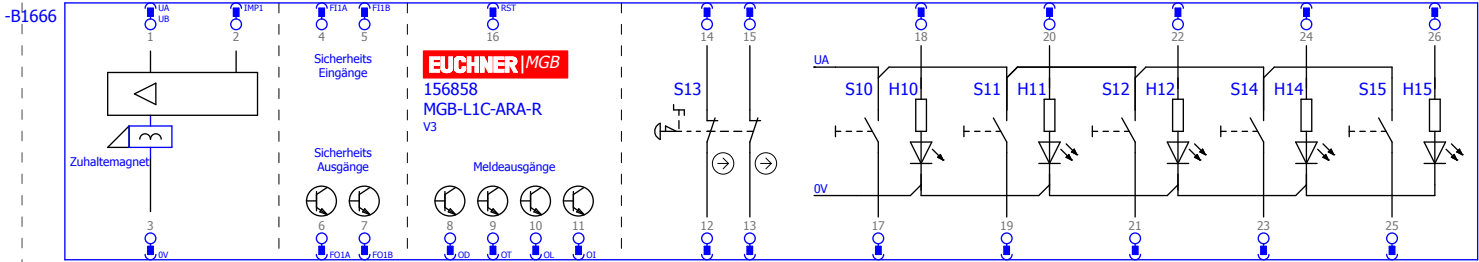 -B1666
UA
UB
IMP1
FI1A
FI1B
RST
1
2
4
5
16
14
15
18
20
22
24
26
Sicherheits
Eingänge
EUCHNER MGB
156858
MGB-L1C-ARA-R
V3
UA
S13
S10
H10
S11
H11
S12
H12
S14
H14
S15
H15
Zuhaltemagnet
Sicherheits
Ausgänge
Meldeausgänge
0V
3
6
7
8
9
10
11
12
13
17
19
21
23
25
0V
FO1A
FO1B
OD
OT
OL
OI